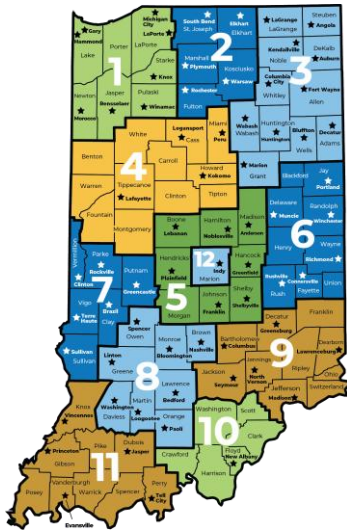 Michigan City
LaPorte
Gary
Hammond
Porter
LaPorte
Lake
Starke
Knox
1
Newton
Morocco
Jasper
Rensselaer
Pulaski
Winamac
South Bend
St. Joseph
Elkhart
Elkhart
2
Marshall
Plymouth
Kosciusko
Warsaw
Rochester
Fulton
LaGrange
LaGrange
Steuben
Angola
Kendallville
Noble
DeKalb
Auburn
3
Columbia City
Whitley
Fort Wayne
Allen
Wabash
Wabash
Huntington
Huntington
Bluffton
Wells
Decatur
Adams
Marion
Grant
White
Logansport
Cass
Miami
Peru
Benton
4
Carroll
Howard
Kokomo
Warren
Tippecanoe
Lafayette
Clinton
Tipton
Fountain
Montgomery
Boone
Lebanon
Hamilton
Noblesville
Madison
Anderson
Hendricks
Plainfield
12
Indy
Marion
Hancock
Greenfield
5
Morgan
Johnson
Franklin
Shelby
Shelbyville
Blackford
Jay
Portland
Delaware
Muncie
Randolph
Winchester
6
Henry
Wayne
Richmond
Rushville
Rush
Connersville
Fayette
Union
Vermillion
Parke
Rockville
Putnam
Greencastle
Clinton
7
Vigo
Terre Haute
Brazil
Clay
Sullivan
Sullivan
Spencer
Owen
Monroe
Bloomington
Brown
Nashville
Linton
Greene
8
Lawrence
Bedford
Washington
Daviess
Martin
Loogootee
Orange
Paoli
Decatur
Greensburg
Franklin
Bartholomew
Columbus
9
Dearborn
Lawrenceburg
Jennings
North Vernon
Ripley
Ohio
Jackson
Seymour
Jefferson
Madison
Switzerland
Washington
Scott
10
Clark
Crawford
Floyd
New Albany
Harrison
Knox
Vincennes
Princeton
Gibson
Pike
11
Dubois
Jasper
Posey
Vanderburgh
Warrick
Spencer
Perry
Tell City
Evansville